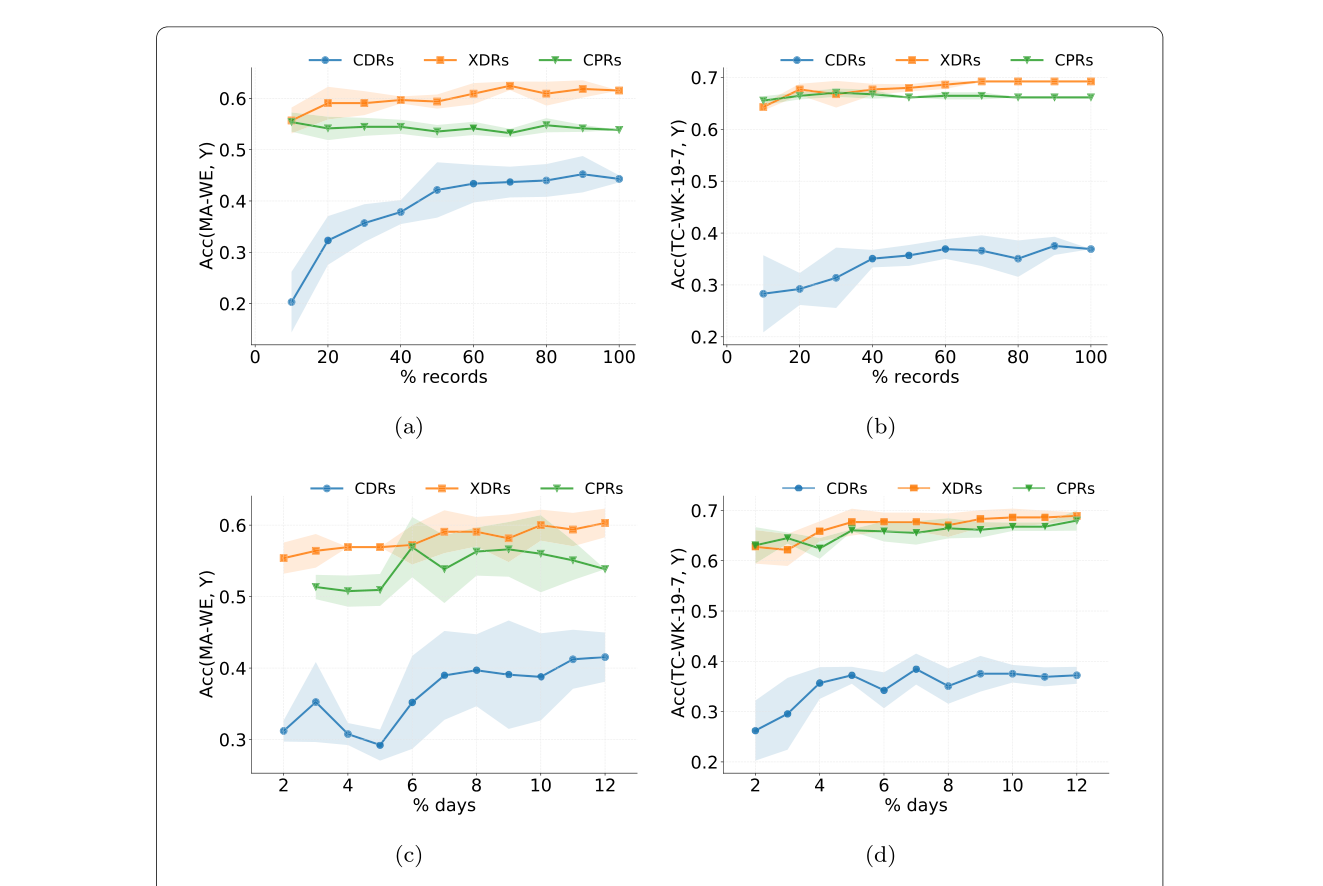 CDRs XDRs CPRs
Acc(MA-WE, Y)
0.6
0.5
0.4
0.3
0.2
0 20 40 60 80 100
% records
(a)
CDRs XDRs CPRs
Acc(TC-WK-19-7, Y)
0.7
0.6
0.5
0.4
0.3
0.2
0 20 40 60 80 100
% records
(b)
CDRs XDRs CPRs
Acc(MA-WE, Y)
0.6
0.5
0.4
0.3
2 4 6 8 10 12
% days
(c)
CDRs XDRs CPRs
Acc(TC-WK-19-7, Y)
0.7
0.6
0.5
0.4
0.3
0.2
2 4 6 8 10 12
% days
(d)